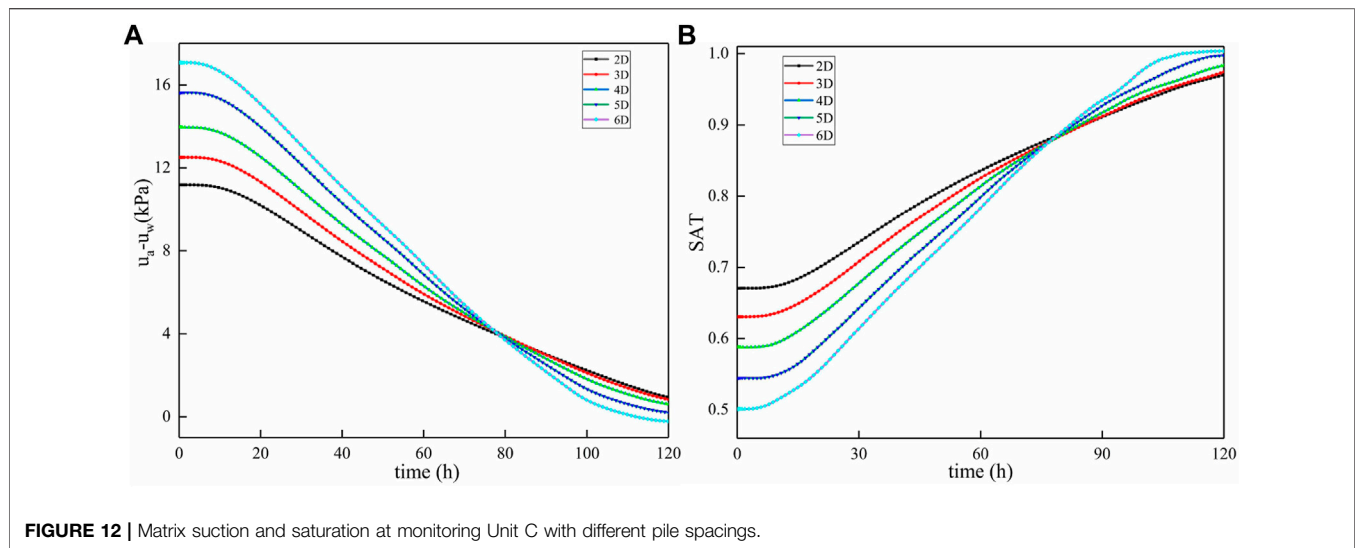 A
16
12
8
4
0
u_a-u_w(kPa)
2D
3D
4D
5D
6D
0 20 40 60 80 100 120
time (h)
B
1.0
0.9
0.8
0.7
0.6
0.5
SAT
2D
3D
4D
5D
6D
0 30 60 90 120
time (h)
FIGURE 12 | Matrix suction and saturation at monitoring Unit C with different pile spacings.